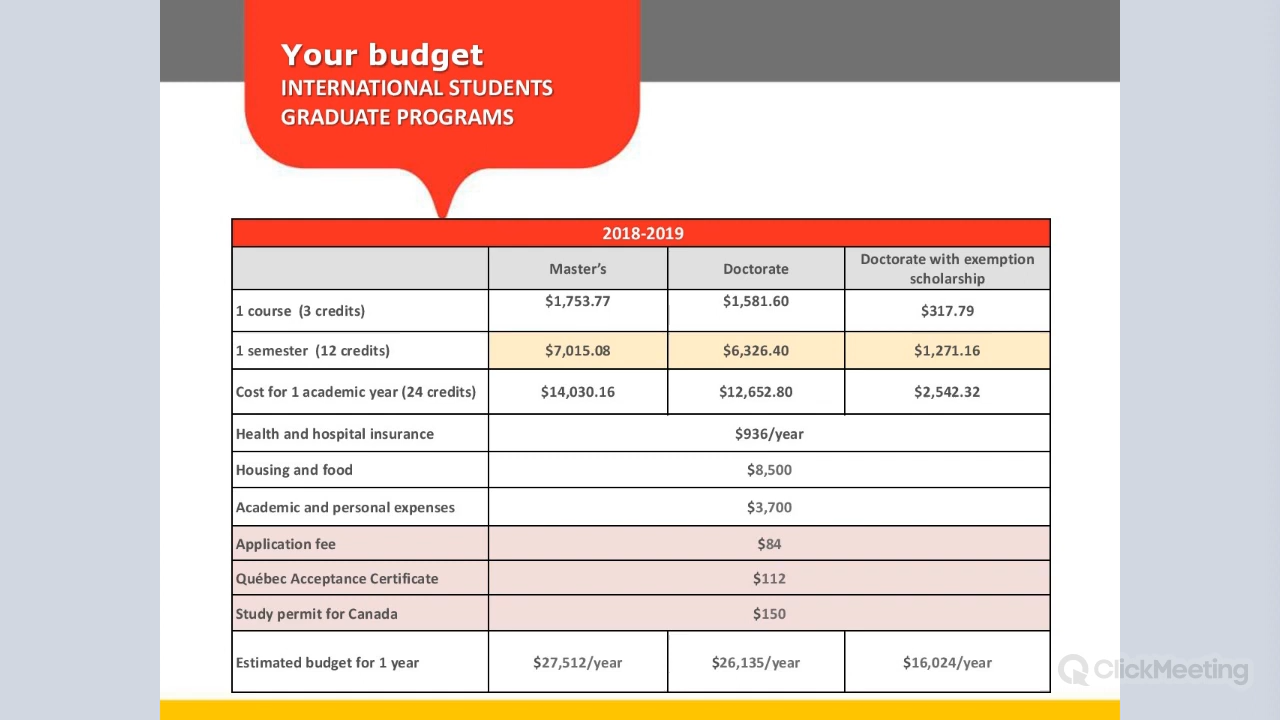 Your budget
INTERNATIONAL STUDENTS
GRADUATE PROGRAMS
2018-2019
Master's Doctorate Doctorate with exemption scholarship
1 course (3 credits) $1,753.77 $1,581.60 $317.79
1 semester (12 credits) $7,015.08 $6,326.40 $1,271.16
Cost for 1 academic year (24 credits) $14,030.16 $12,652.80 $2,542.32
Health and hospital insurance $936/year
Housing and food $8,500
Academic and personal expenses $3,700
Application fee $84
Québec Acceptance Certificate $112
Study permit for Canada $150
Estimated budget for 1 year $27,512/year $26,135/year $16,024/year
ClickMeeting